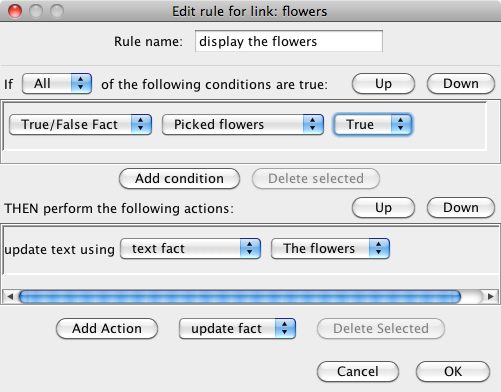 Edit rule for link: flowers
Rule name: display the flowers
If All of the following conditions are true: Up Down
True/False Fact Picked flowers True
Add condition Delete selected
THEN perform the following actions: Up Down
update text using text fact The flowers
Add Action update fact Delete Selected
Cancel OK